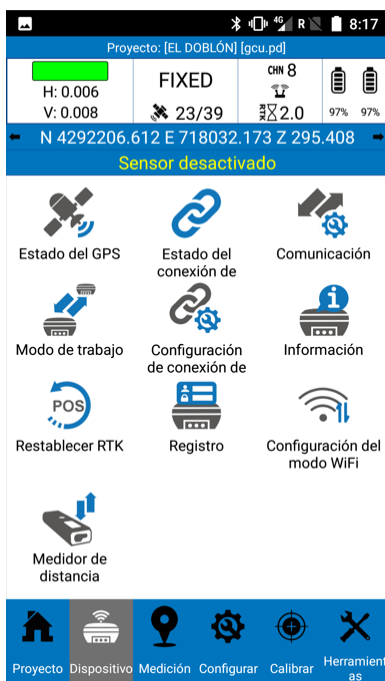 4G R 8:17
Proyecto: [EL DOBLÓN] [gcu.pd]
H: 0.006
V: 0.008
FIXED
23/39
CHN 8
RTK 2.0
97% 97%
N 4292206.612 E 718032.173 Z 295.408
Sensor desactivado
Estado del GPS
Estado del
conexión de
Comunicación
Modo de trabajo
Configuración
de conexión de
Información
POS
Restablecer RTK
Registro
Configuración del
modo WiFi
Medidor de
distancia
Proyecto Dispositivo Medición Configurar Calibrar Herramient
as